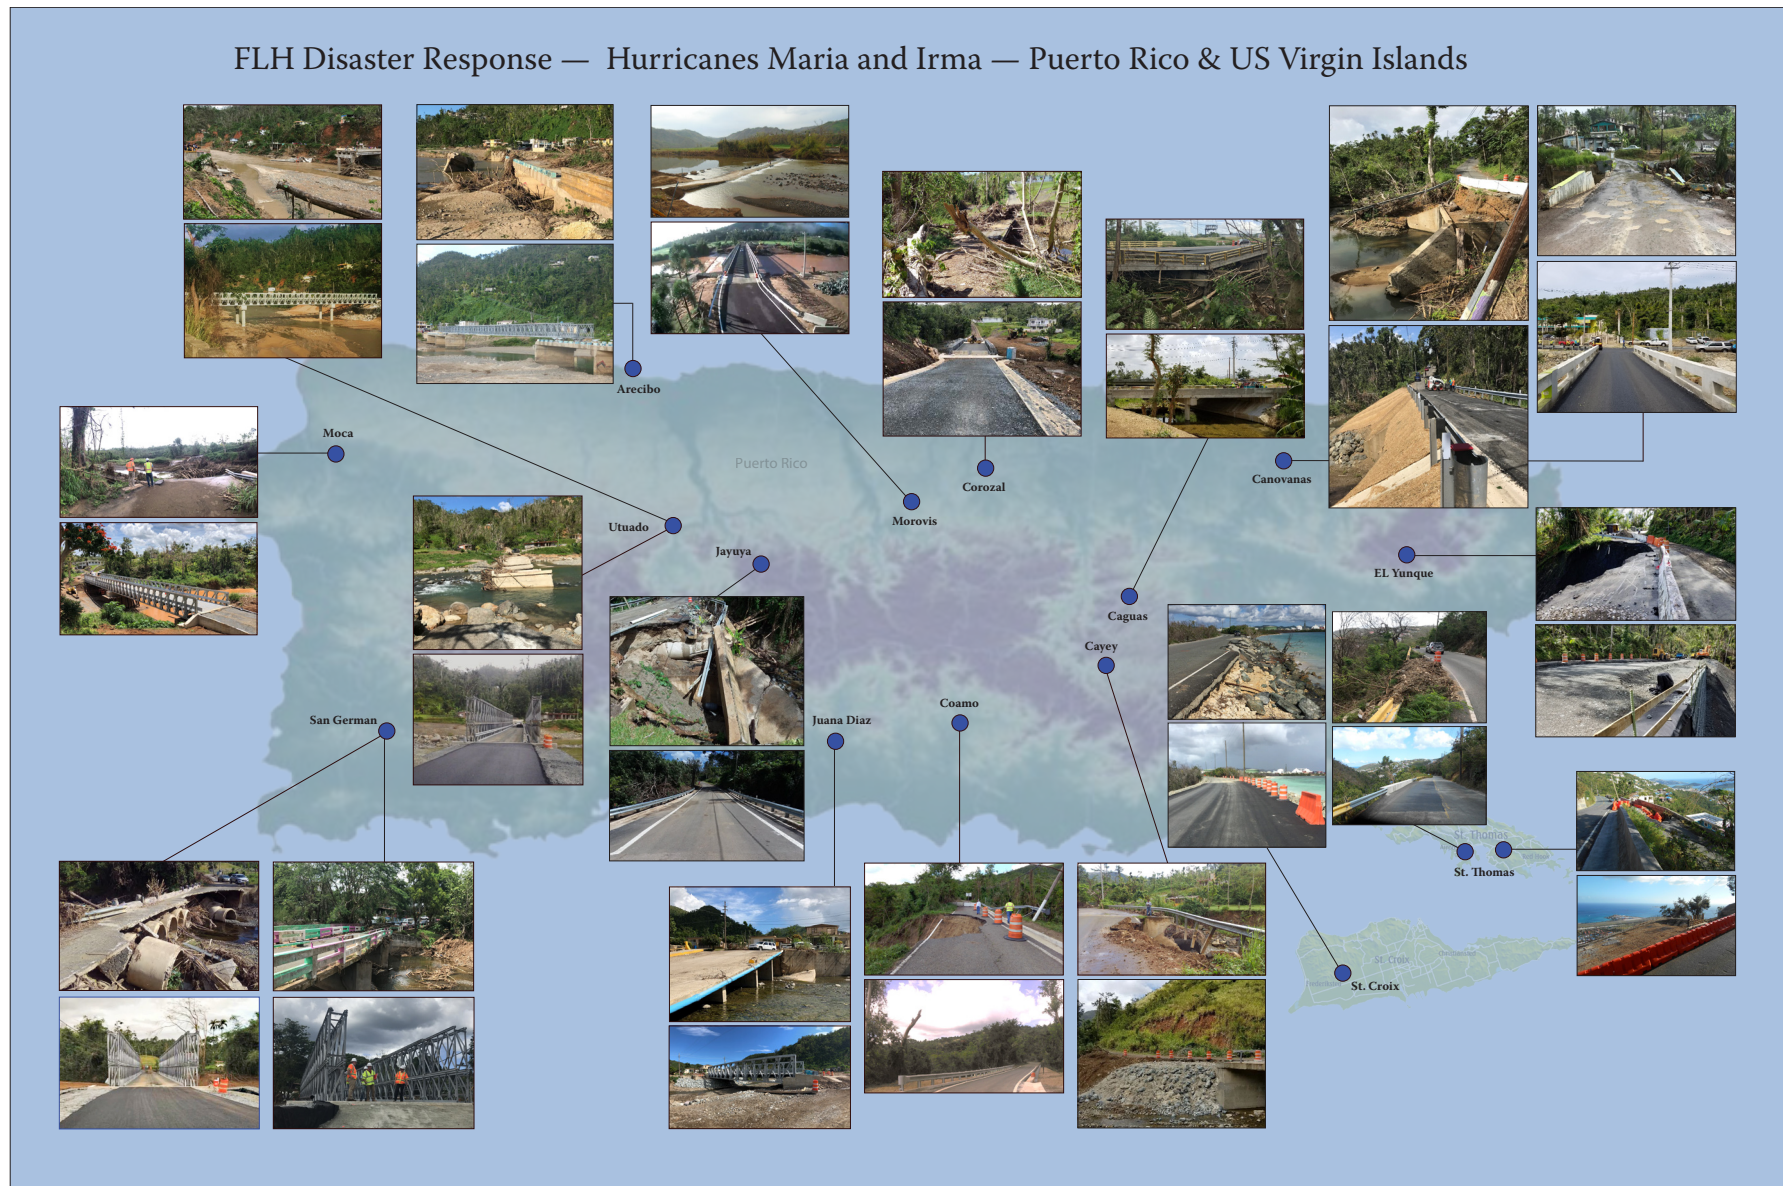 FLH Disaster Response — Hurricanes Maria and Irma — Puerto Rico & US Virgin Islands
Arecibo
Moca
Puerto Rico
Corozal
Canovanas
Morovis
Utuado
Jayuya
EL Yunque
Caguas
Cayey
Coamo
San German
Juana Diaz
St. Thomas
St. Thomas
St. Croix
St. Croix